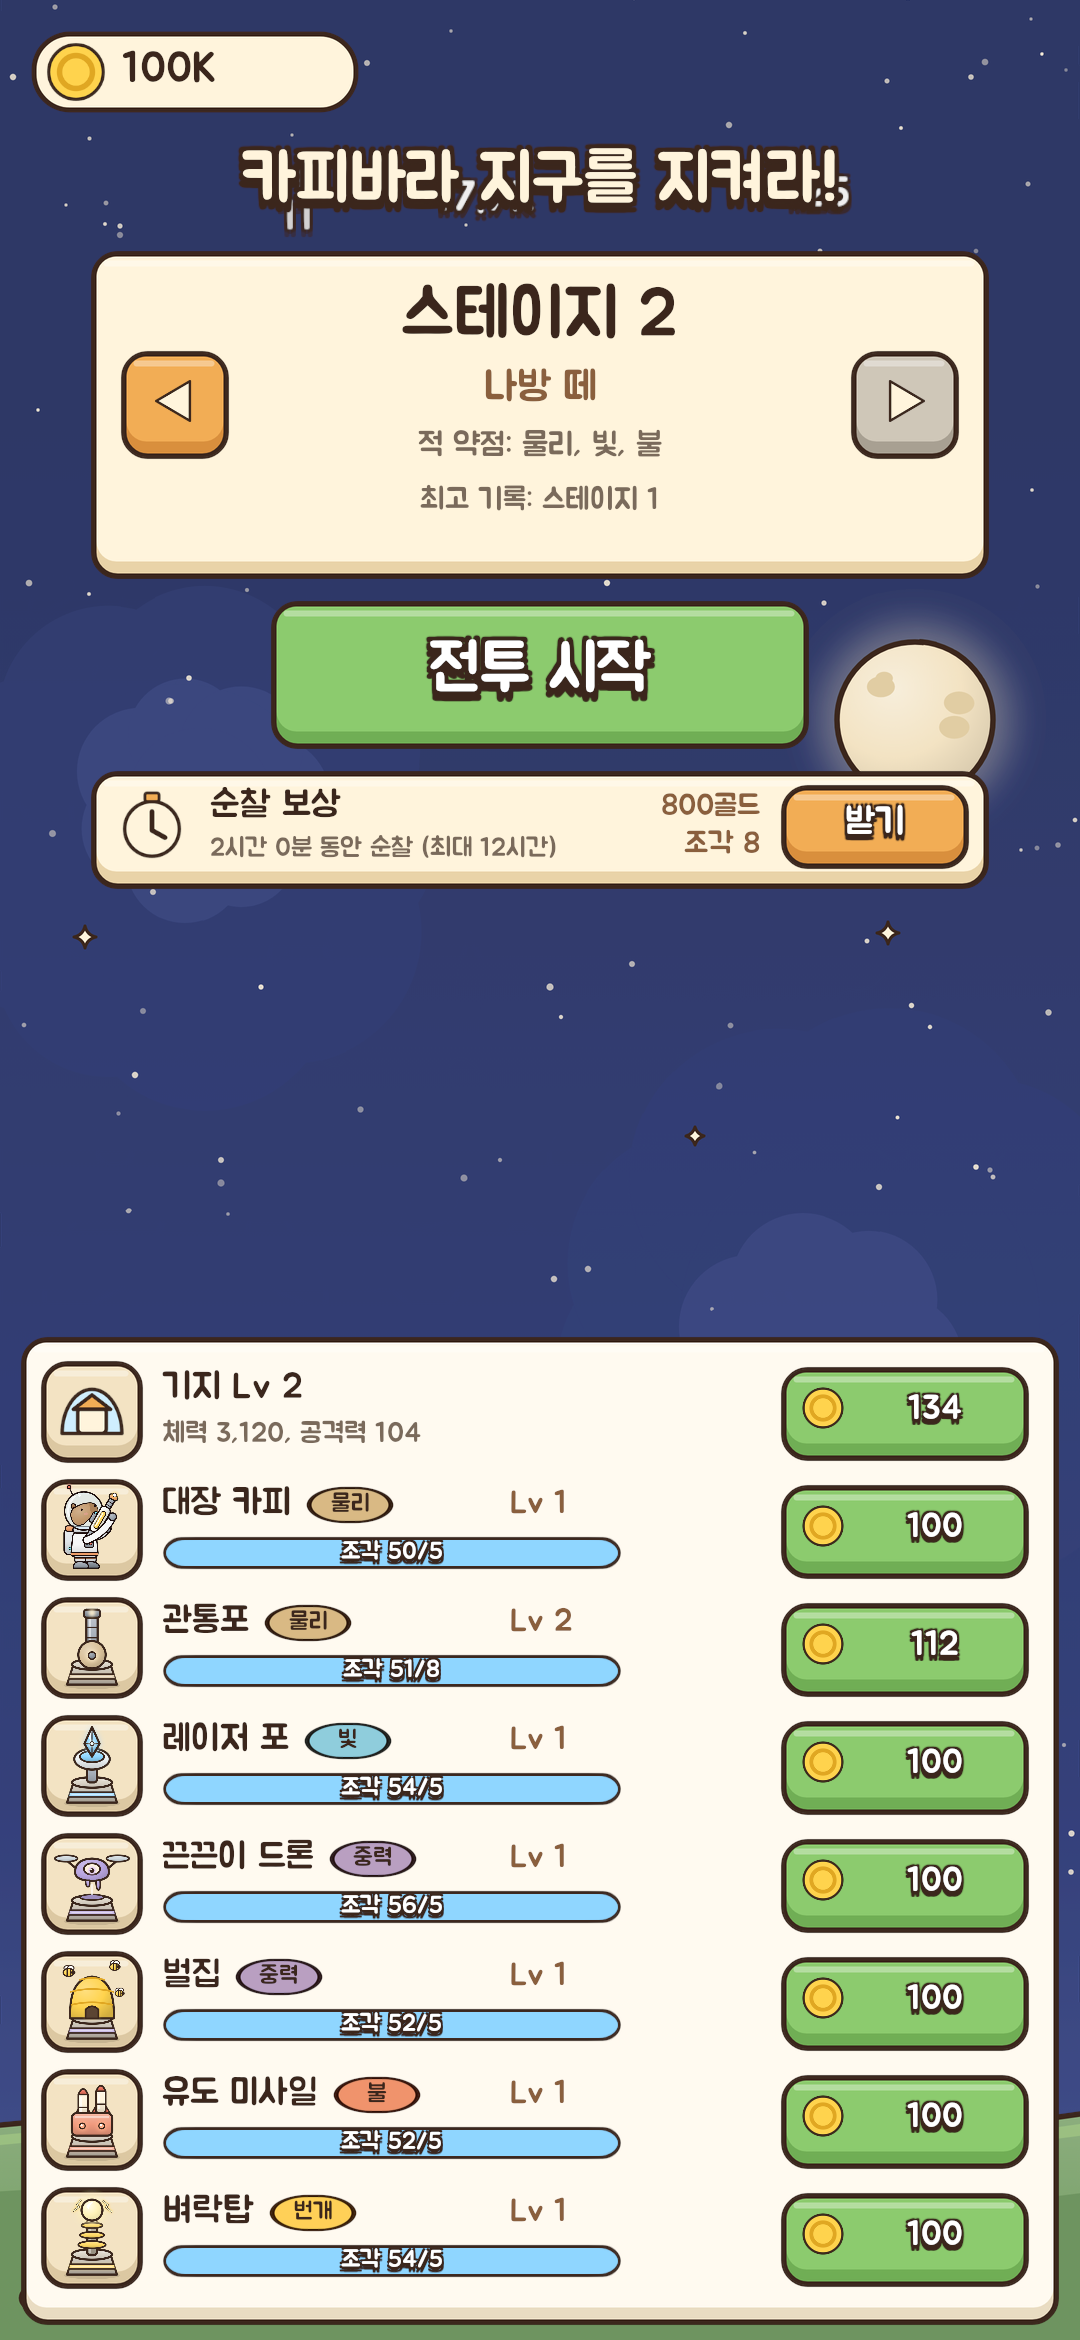 100K
카피바라, 지구를 지켜라!
스테이지 2
나방 떼
적 약점: 물리, 빛, 불
최고 기록: 스테이지 1
전투 시작
순찰 보상
2시간 0분 동안 순찰 (최대 12시간)
800골드
조각 8
받기
기지 Lv 2
체력 3,120, 공격력 104
134
대장 카피 물리 Lv 1
조각 50/5
100
관통포 물리 Lv 2
조각 51/8
112
레이저 포 빛 Lv 1
조각 54/5
100
끈끈이 드론 중력 Lv 1
조각 56/5
100
벌집 중력 Lv 1
조각 52/5
100
유도 미사일 불 Lv 1
조각 52/5
100
벼락탑 번개 Lv 1
조각 54/5
100